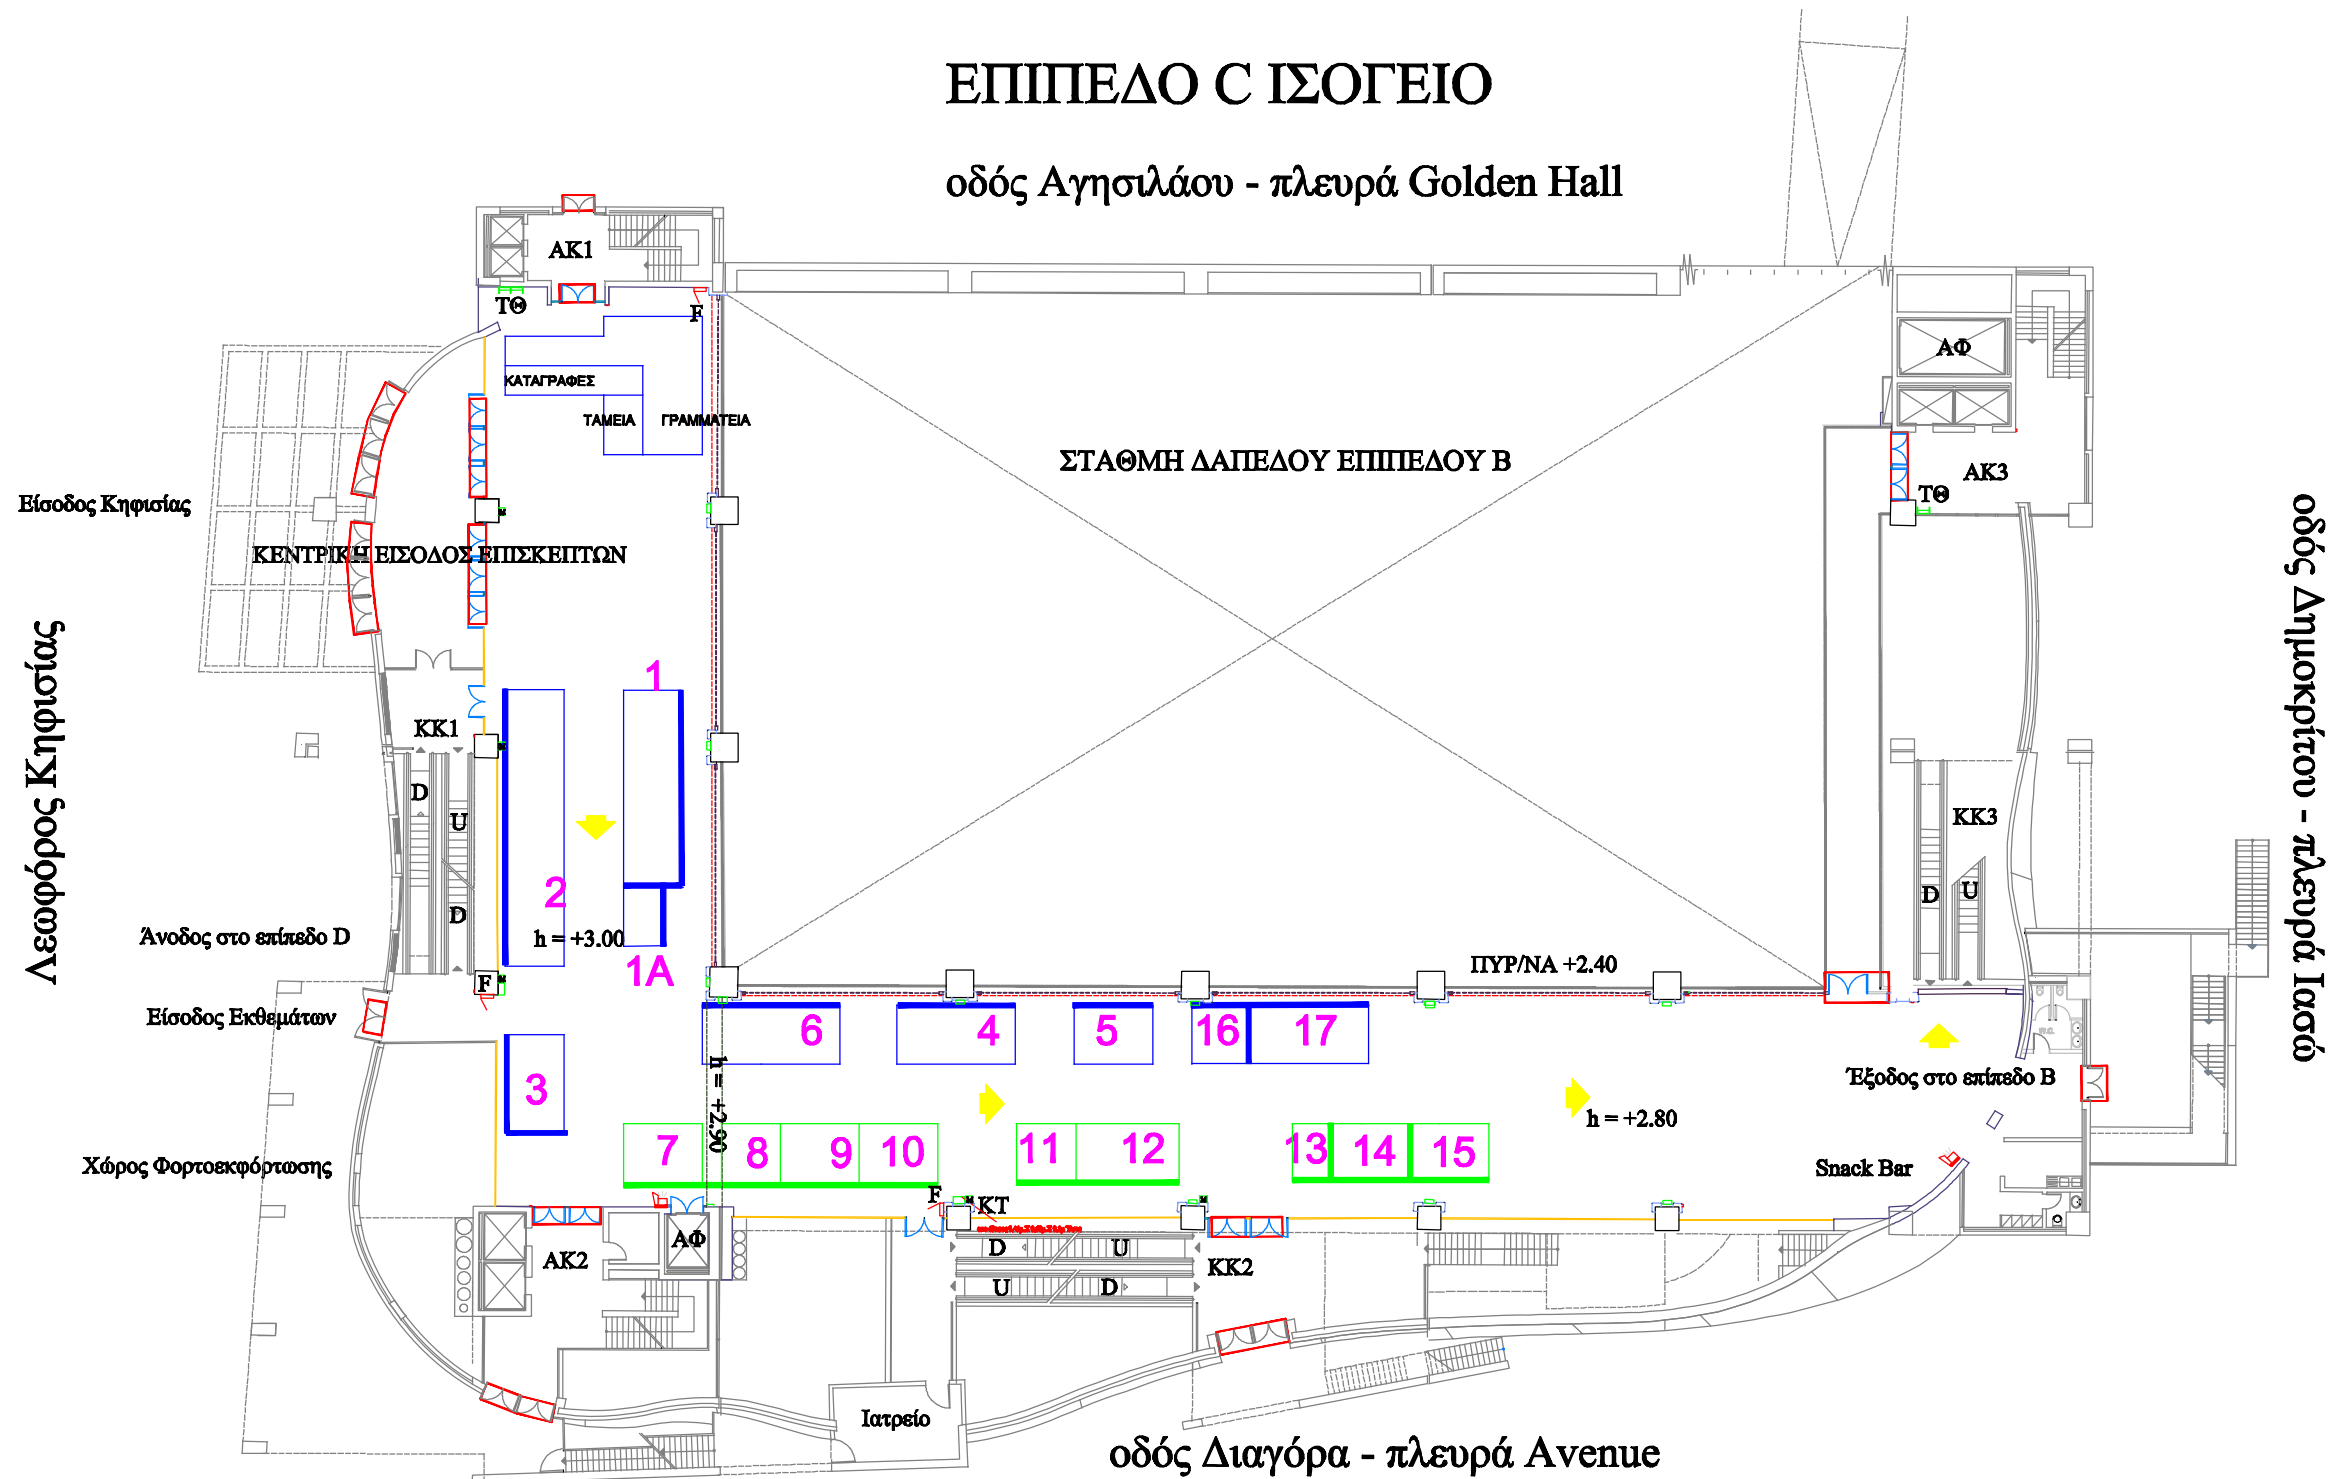 ΕΠΙΠΕΔΟ C ΙΣΟΓΕΙΟ
οδός Αγησιλάου - πλευρά Golden Hall
ΑΚ1
ΤΘ
F
ΚΑΤΑΓΡΑΦΕΣ
ΤΑΜΕΙΑ
ΓΡΑΜΜΑΤΕΙΑ
ΑΦ
ΣΤΑΘΜΗ ΔΑΠΕΔΟΥ ΕΠΙΠΕΔΟΥ Β
ΑΚ3
ΤΘ
Είσοδος Κηφισίας
ΚΕΝΤΡΙΚΗ ΕΙΣΟΔΟΣ ΕΠΙΣΚΕΠΤΩΝ
οδός Δημοκρίτου - πλευρά Ιασώ
Λεωφόρος Κηφισίας
1
ΚΚ1
D
U
D
2
h = +3.00
1Α
ΚΚ3
D
U
Άνοδος στο επίπεδο D
F
ΠΥΡ/ΝΑ +2.40
Είσοδος Εκθεμάτων
6
4
5
16
17
W.C.
3
h = +2.90
Έξοδος στο επίπεδο Β
h = +2.80
7
8
9
10
11
12
13
14
15
Χώρος Φορτοεκφόρτωσης
Snack Bar
F
ΚΤ
ΑΚ2
ΑΦ
D
U
U
D
ΚΚ2
Ιατρείο
οδός Διαγόρα - πλευρά Avenue